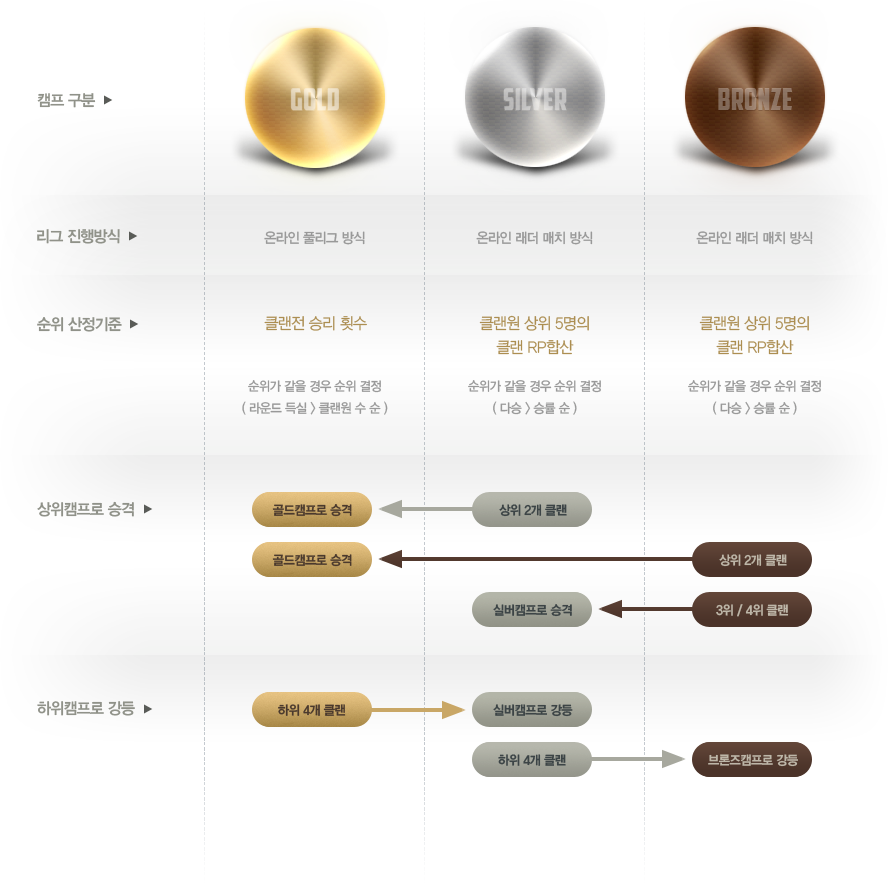 캠프 구분 ▶
GOLD
SILVER
BRONZE
리그 진행방식 ▶
온라인 풀리그 방식
온라인 래더 매치 방식
온라인 래더 매치 방식
순위 산정기준 ▶
클랜전 승리 횟수
순위가 같을 경우 순위 결정
( 라운드 득실 > 클랜원 수 순 )
클랜원 상위 5명의
클랜 RP합산
순위가 같을 경우 순위 결정
( 다승 > 승률 순 )
클랜원 상위 5명의
클랜 RP합산
순위가 같을 경우 순위 결정
( 다승 > 승률 순 )
상위캠프로 승격 ▶
골드캠프로 승격
상위 2개 클랜
골드캠프로 승격
상위 2개 클랜
실버캠프로 승격
3위 / 4위 클랜
하위캠프로 강등 ▶
하위 4개 클랜
실버캠프로 강등
하위 4개 클랜
브론즈캠프로 강등